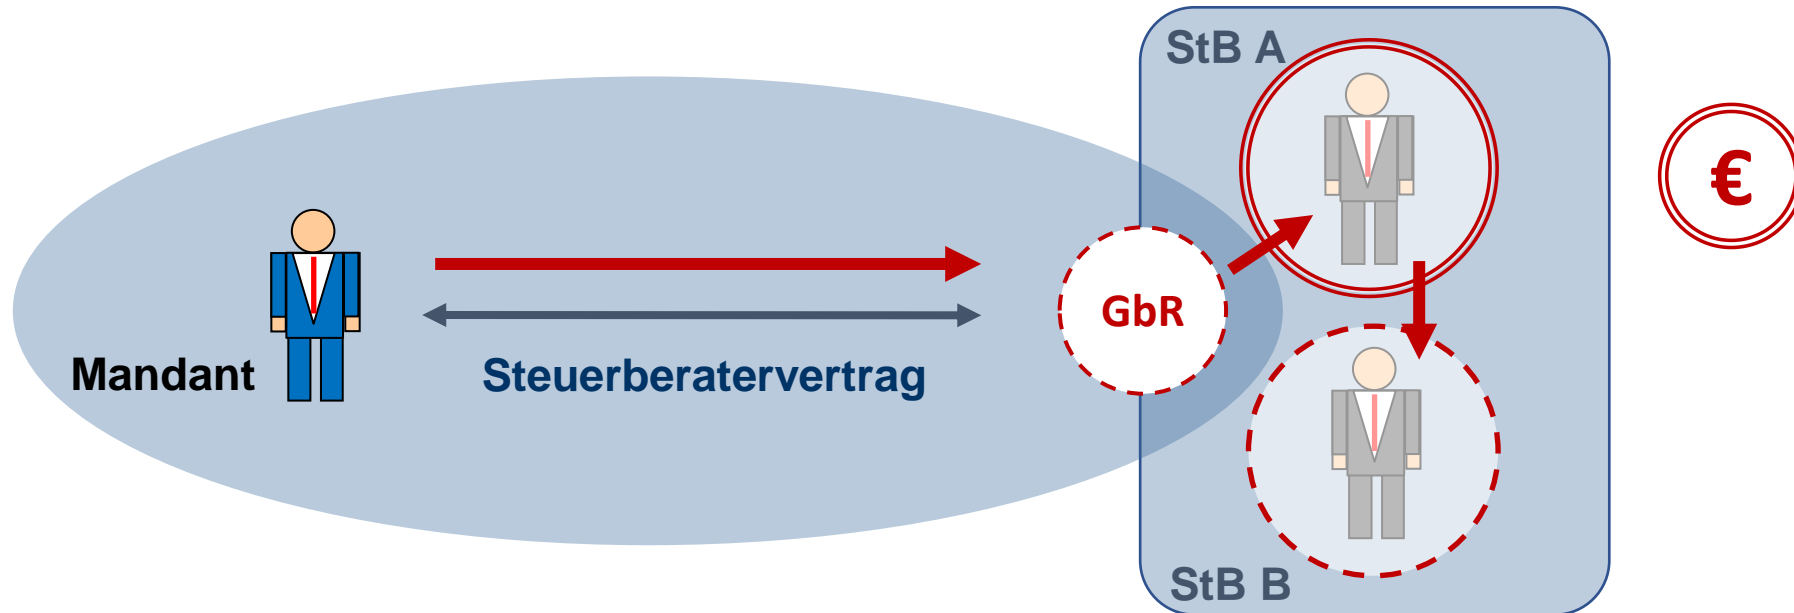 StB A
€
GbR
Mandant
Steuerberatervertrag
StB B